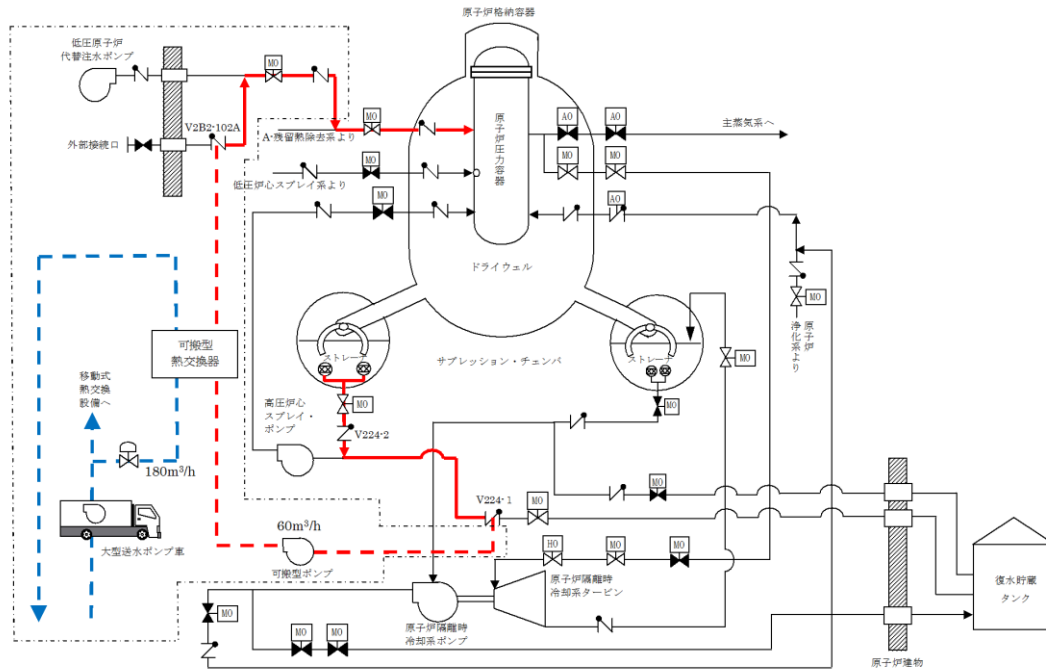 原子炉格納容器
低圧原子炉
代替注水ポンプ
MO
V2B2-102A
MO
外部接続口
A-残留熱除去系より
原子炉圧力容器
AO
AO
主蒸気系へ
MO
低圧炉心スプレイ系より
MO
MO
MO
AO
ドライウェル
MO
原子炉
浄化系より
可搬型
熱交換器
ストレーナ
サプレッション・チェンバ
ストレーナ
MO
移動式
熱交換
設備へ
高圧炉心
スプレイ・
ポンプ
MO
MO
V224-2
180m³/h
V224-1
MO
MO
60m³/h
大型送水ポンプ車
可搬型ポンプ
HO
MO
MO
原子炉隔離時
冷却系タービン
復水貯蔵
タンク
MO
原子炉隔離時
冷却系ポンプ
MO
MO
原子炉建物